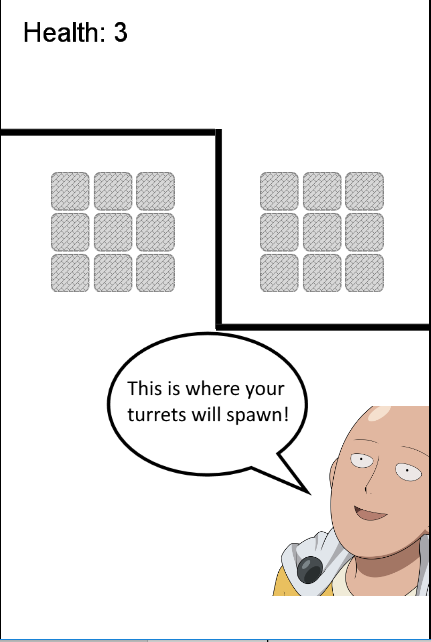 Health: 3
This is where your
turrets will spawn!